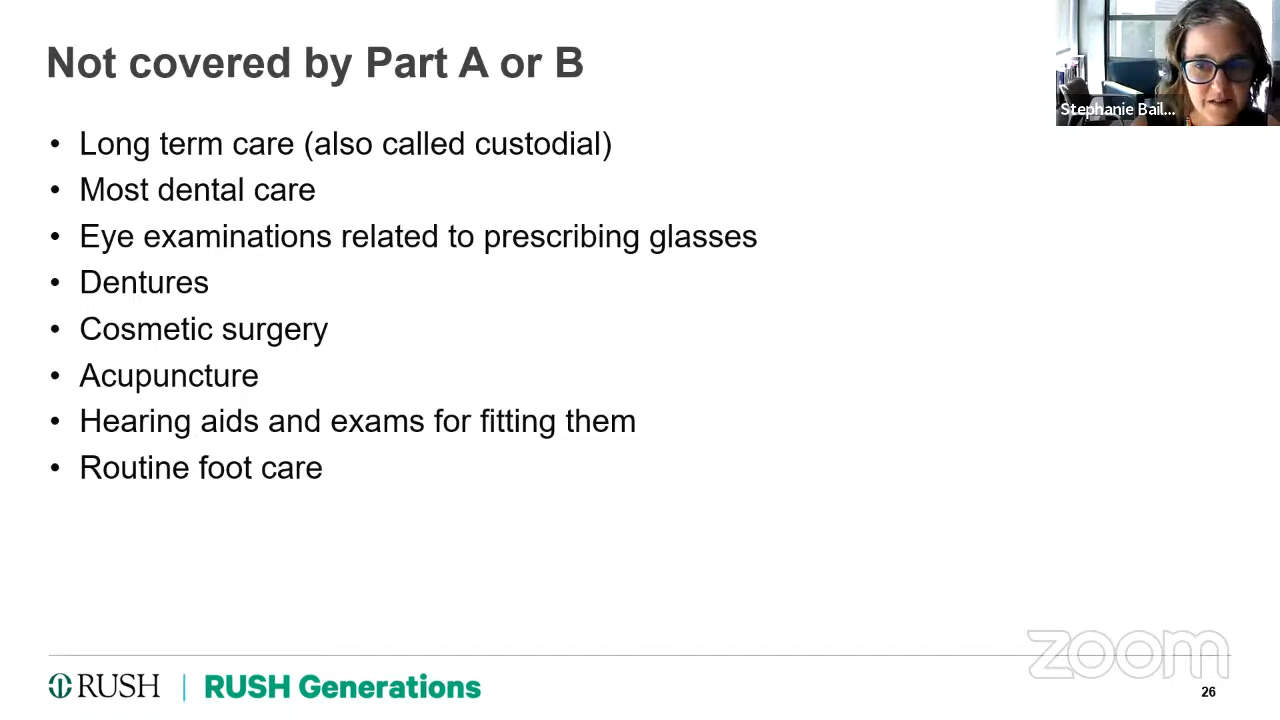 Not covered by Part A or B
Stephanie Bail...
• Long term care (also called custodial)
• Most dental care
• Eye examinations related to prescribing glasses
• Dentures
• Cosmetic surgery
• Acupuncture
• Hearing aids and exams for fitting them
• Routine foot care
zoom
RUSH | RUSH Generations
26